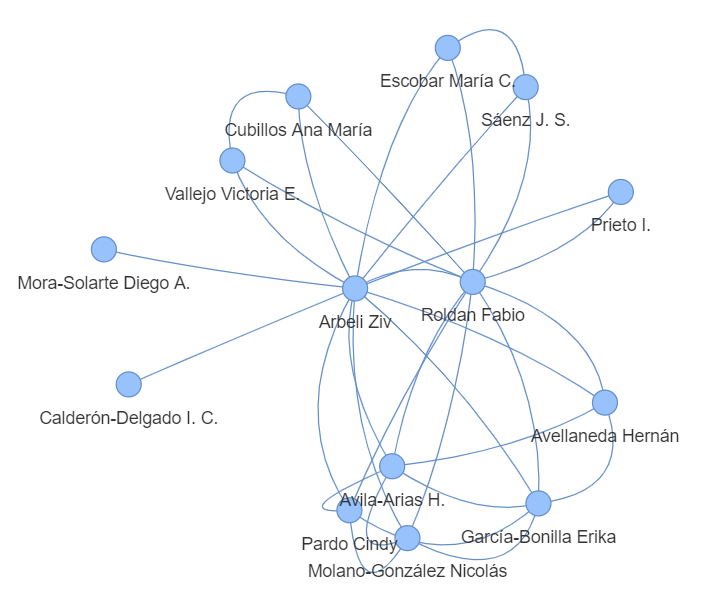 Escobar María C.
Sáenz J. S.
Cubillos Ana María
Vallejo Victoria E.
Prieto I.
Mora-Solarte Diego A.
Roldan Fabio
Arbeli Ziv
Calderón-Delgado I. C.
Avellaneda Hernán
Avila-Arias H.
García-Bonilla Erika
Pardo Cindy
Molano-González Nicolás